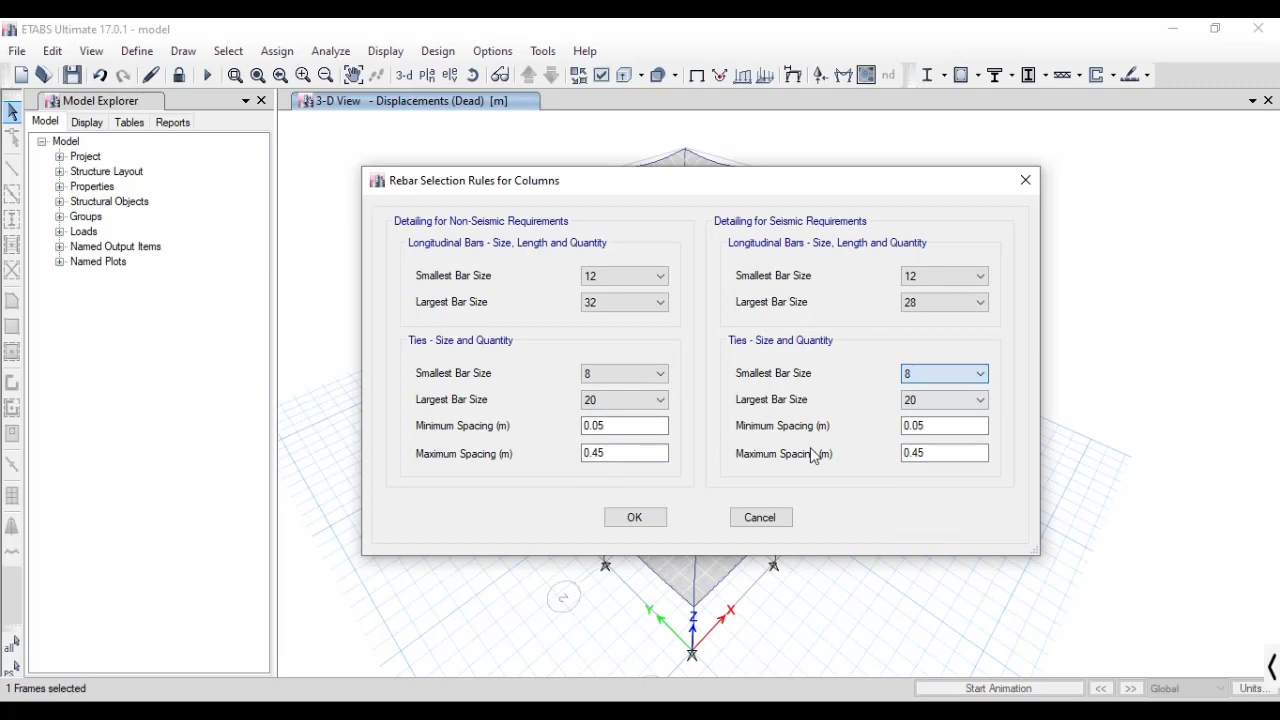 ETABS Ultimate 17.0.1 - model
File Edit View Define Draw Select Assign Analyze Display Design Options Tools Help
3-d nd
Model Explorer
3-D View - Displacements (Dead) [m]
Model Display Tables Reports
Model
Project
Structure Layout
Properties
Structural Objects
Groups
Loads
Named Output Items
Named Plots
Rebar Selection Rules for Columns
Detailing for Non-Seismic Requirements
Longitudinal Bars - Size, Length and Quantity
Smallest Bar Size 12
Largest Bar Size 32
Ties - Size and Quantity
Smallest Bar Size 8
Largest Bar Size 20
Minimum Spacing (m) 0.05
Maximum Spacing (m) 0.45
Detailing for Seismic Requirements
Longitudinal Bars - Size, Length and Quantity
Smallest Bar Size 12
Largest Bar Size 28
Ties - Size and Quantity
Smallest Bar Size 8
Largest Bar Size 20
Minimum Spacing (m) 0.05
Maximum Spacing (m) 0.45
OK Cancel
2
Y Z X
all
ps
1 Frames selected
Start Animation << >> Global Units...